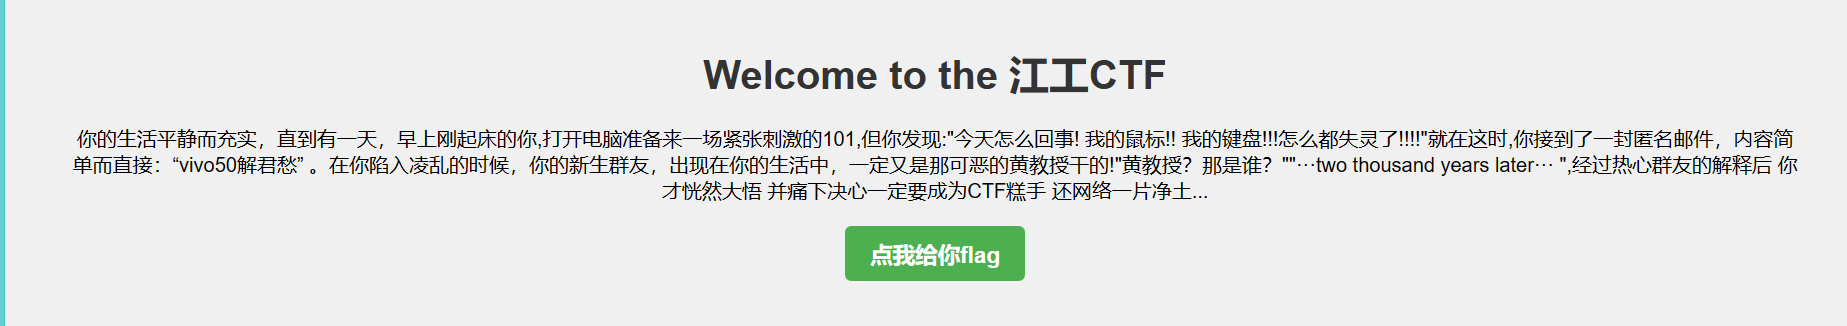 Welcome to the 江工CTF
你的生活平静而充实，直到有一天，早上刚起床的你,打开电脑准备来一场紧张刺激的101,但你发现:"今天怎么回事! 我的鼠标!! 我的键盘!!!怎么都失灵了!!!!"就在这时,你接到了一封匿名邮件，内容简
单而直接：“vivo50解君愁” 。在你陷入凌乱的时候，你的新生群友，出现在你的生活中，一定又是那可恶的黄教授干的!"黄教授？那是谁？""···two thousand years later··· ",经过热心群友的解释后 你
才恍然大悟 并痛下决心一定要成为CTF糕手 还网络一片净土...
点我给你flag